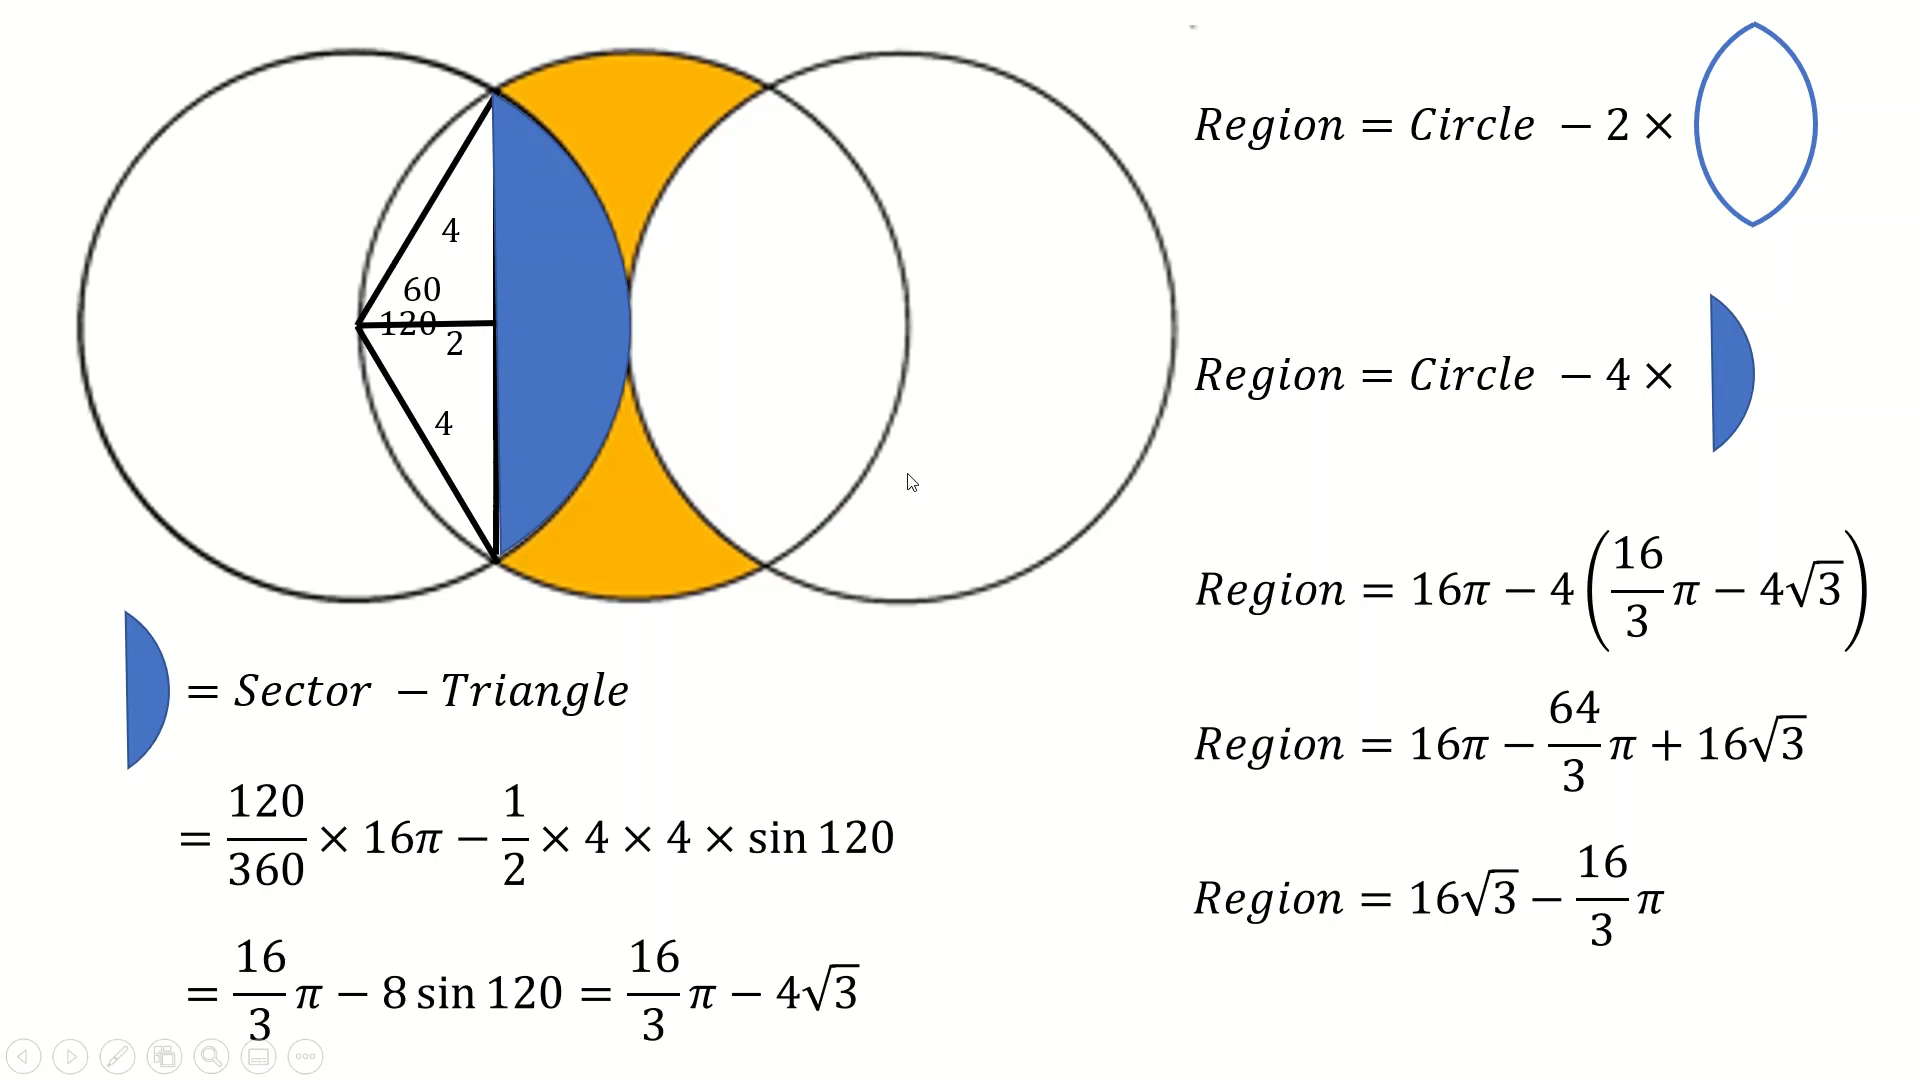 4
60
120
2
4
= Sector − Triangle
= 120/360 × 16π − 1/2 × 4 × 4 × sin 120
= 16/3 π − 8 sin 120 = 16/3 π − 4√3
Region = Circle − 2 ×
Region = Circle − 4 ×
Region = 16π − 4(16/3 π − 4√3)
Region = 16π − 64/3 π + 16√3
Region = 16√3 − 16/3 π